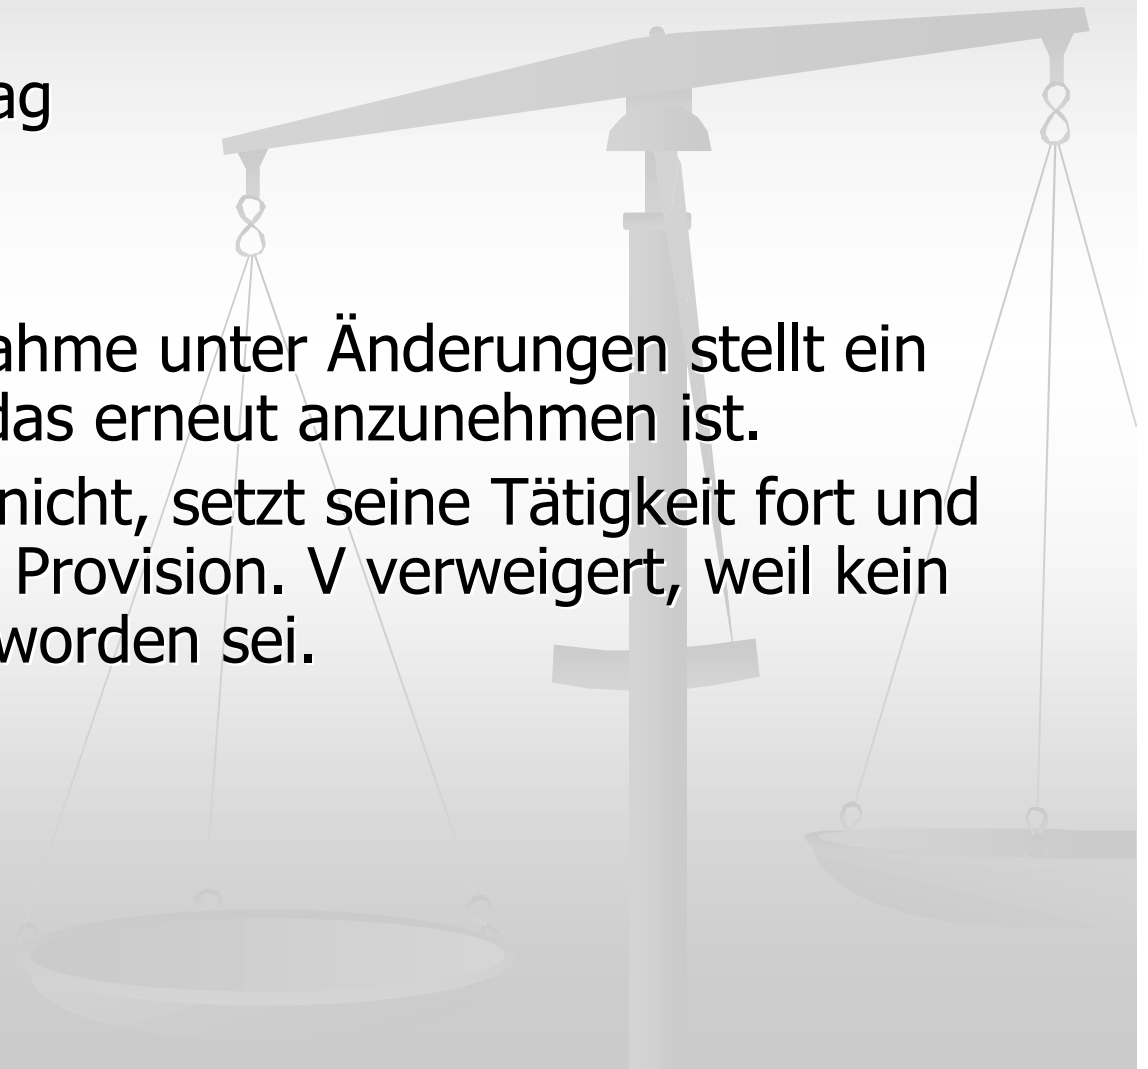 ag
ahme unter Änderungen stellt ein
das erneut anzunehmen ist.
nicht, setzt seine Tätigkeit fort und
Provision. V verweigert, weil kein
worden sei.